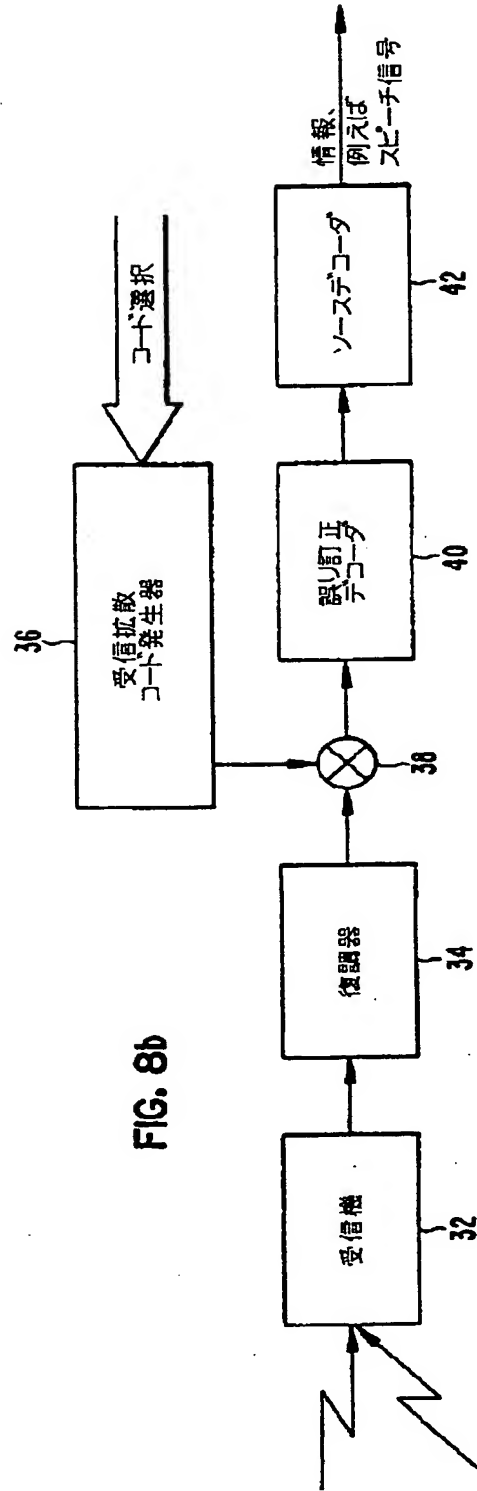 コード選択
36
受信拡散
コード発生器
情報、
例えば
スピーチ信号
受信機
32
復調器
34
38
誤り訂正
デコーダ
40
ソースデコーダ
42
FIG. 8b